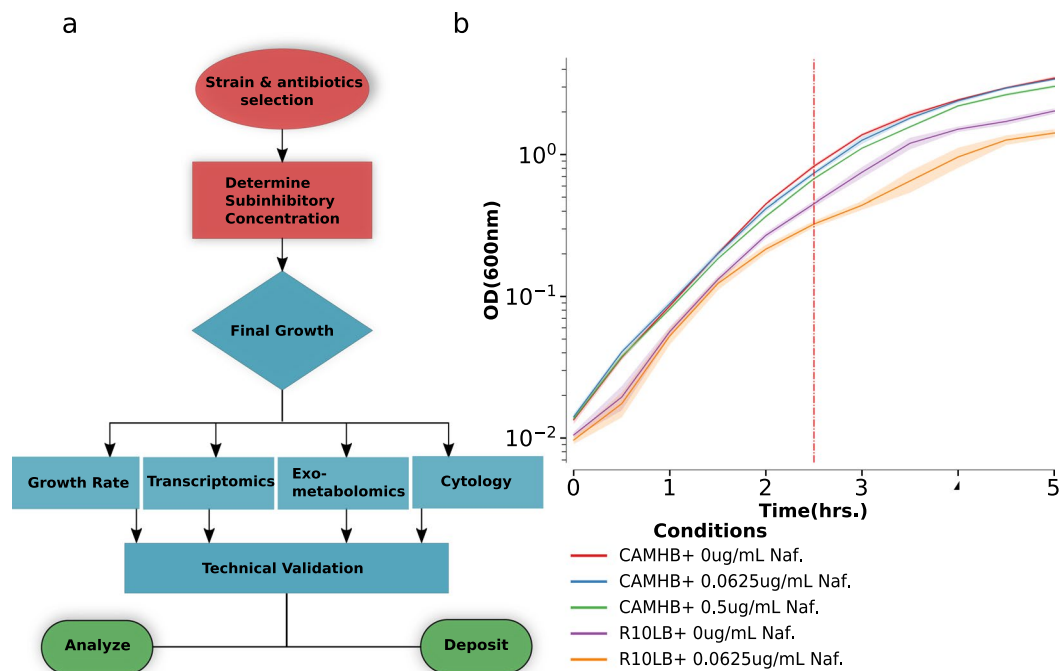 a
Strain & antibiotics
selection
Determine
Subinhibitory
Concentration
Final Growth
Growth Rate
Transcriptomics
Exo-
metabolomics
Cytology
Technical Validation
Analyze
Deposit
b
OD(600nm)
10⁰
10⁻¹
10⁻²
0 1 2 3 4 5
Time(hrs.)
Conditions
CAMHB+ 0ug/mL Naf.
CAMHB+ 0.0625ug/mL Naf.
CAMHB+ 0.5ug/mL Naf.
R10LB+ 0ug/mL Naf.
R10LB+ 0.0625ug/mL Naf.